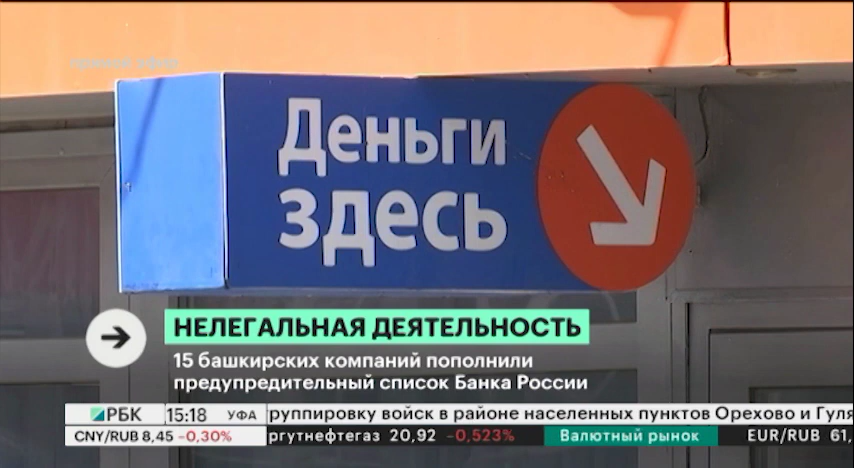 прямой эфир
Деньги
здесь
НЕЛЕГАЛЬНАЯ ДЕЯТЕЛЬНОСТЬ
15 башкирских компаний пополнили
предупредительный список Банка России
РБК 15:18 УФА руппировку войск в районе населенных пунктов Орехово и Гуля
CNY/RUB 8,45 -0,30% ргутнефтегаз 20,92 -0,523% Валютный рынок EUR/RUB 61,